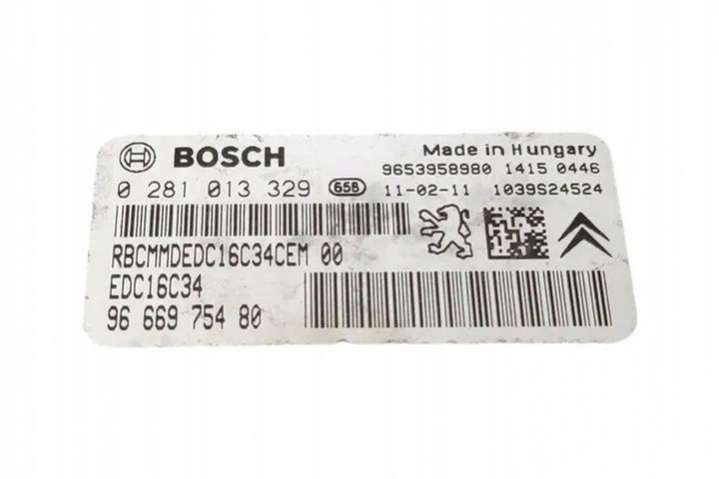 BOSCH
Made in Hungary
9653958980 1415 0446
0 281 013 329 656 11-02-11 1039S24524
RBCMMDEDC16C34CEM 00
EDC16C34
96 669 754 80